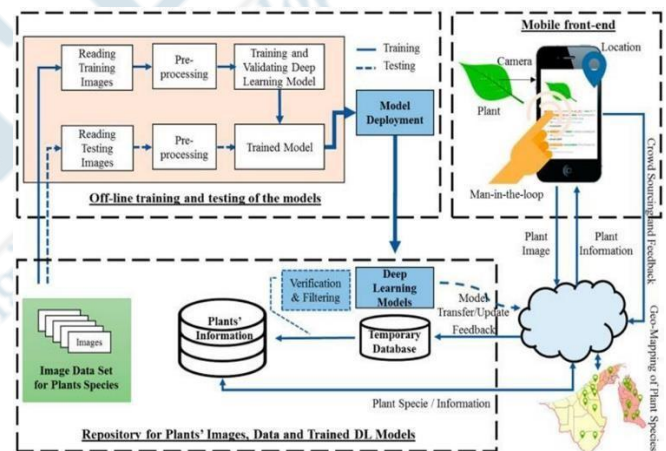 Reading
Training
Images
Pre-
processing
Training and
Validating Deep
Learning Model
Training
Testing
Reading
Testing
Images
Pre-
processing
Trained Model
Model
Deployment
Off-line training and testing of the models
Mobile front-end
Location
Camera
Plant
Man-in-the-loop
Crowd Sourcing and Feedback
Plant
Image
Plant
Information
Geo-Mapping of Plant Species
Images
Image Data Set
for Plants Species
Plants'
Information
Verification
& Filtering
Deep
Learning
Models
Temporary
Database
Model
Transfer/Update
Feedback
Plant Specie / Information
Repository for Plants' Images, Data and Trained DL Models